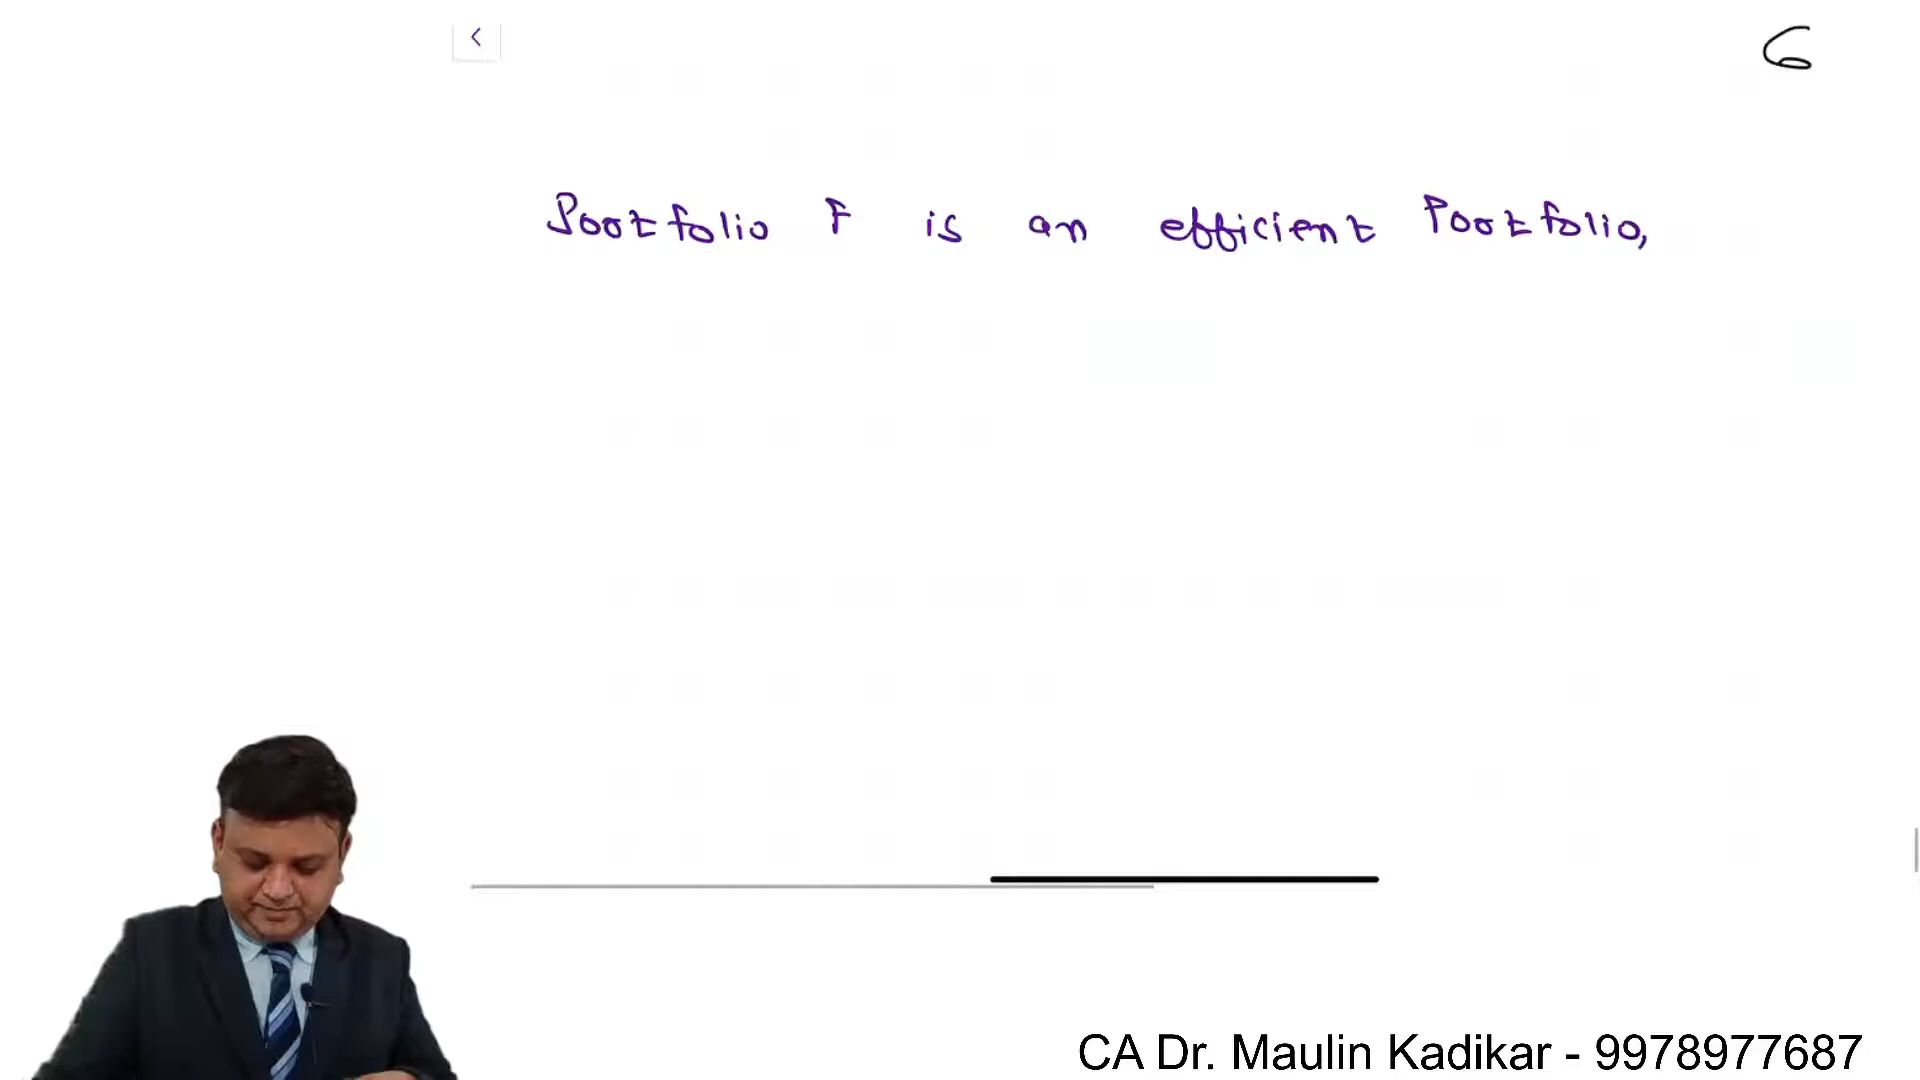 6
Portfolio F is an efficient Portfolio,
CA Dr. Maulin Kadikar - 9978977687